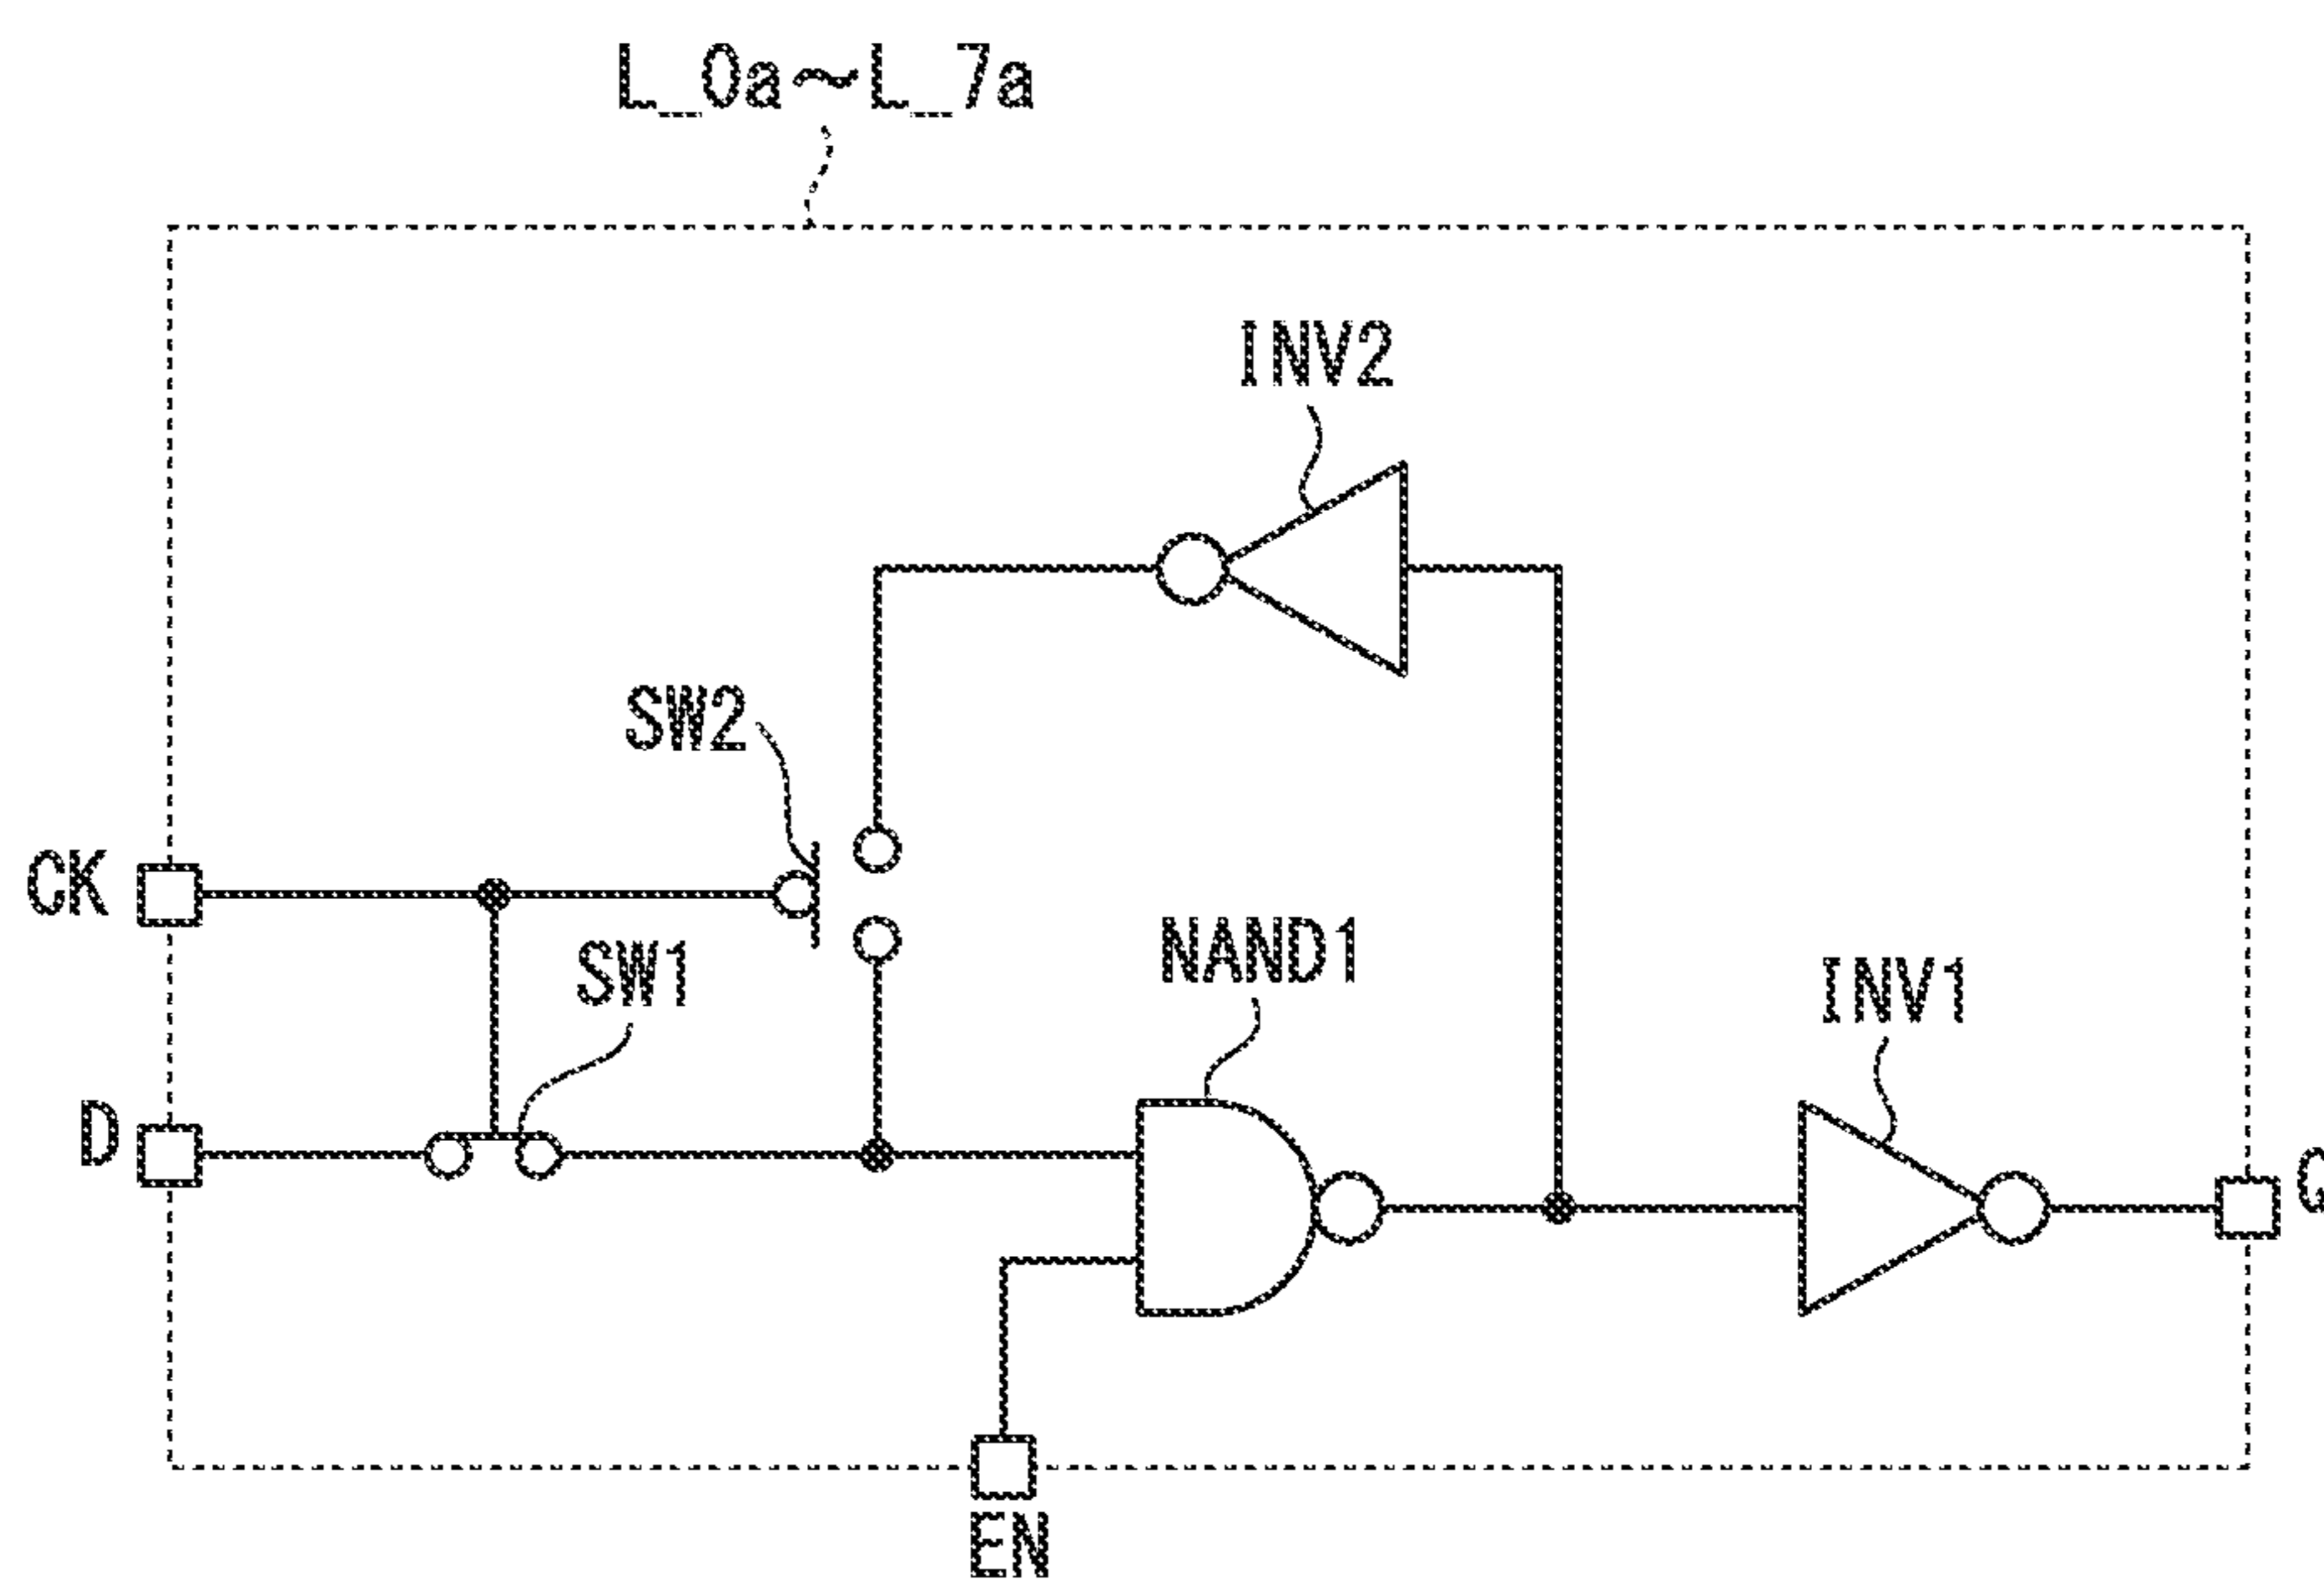 L_0a~L_7a
INV2
SW2
CK
SW1
NAND1
INV1
D
Q
EN